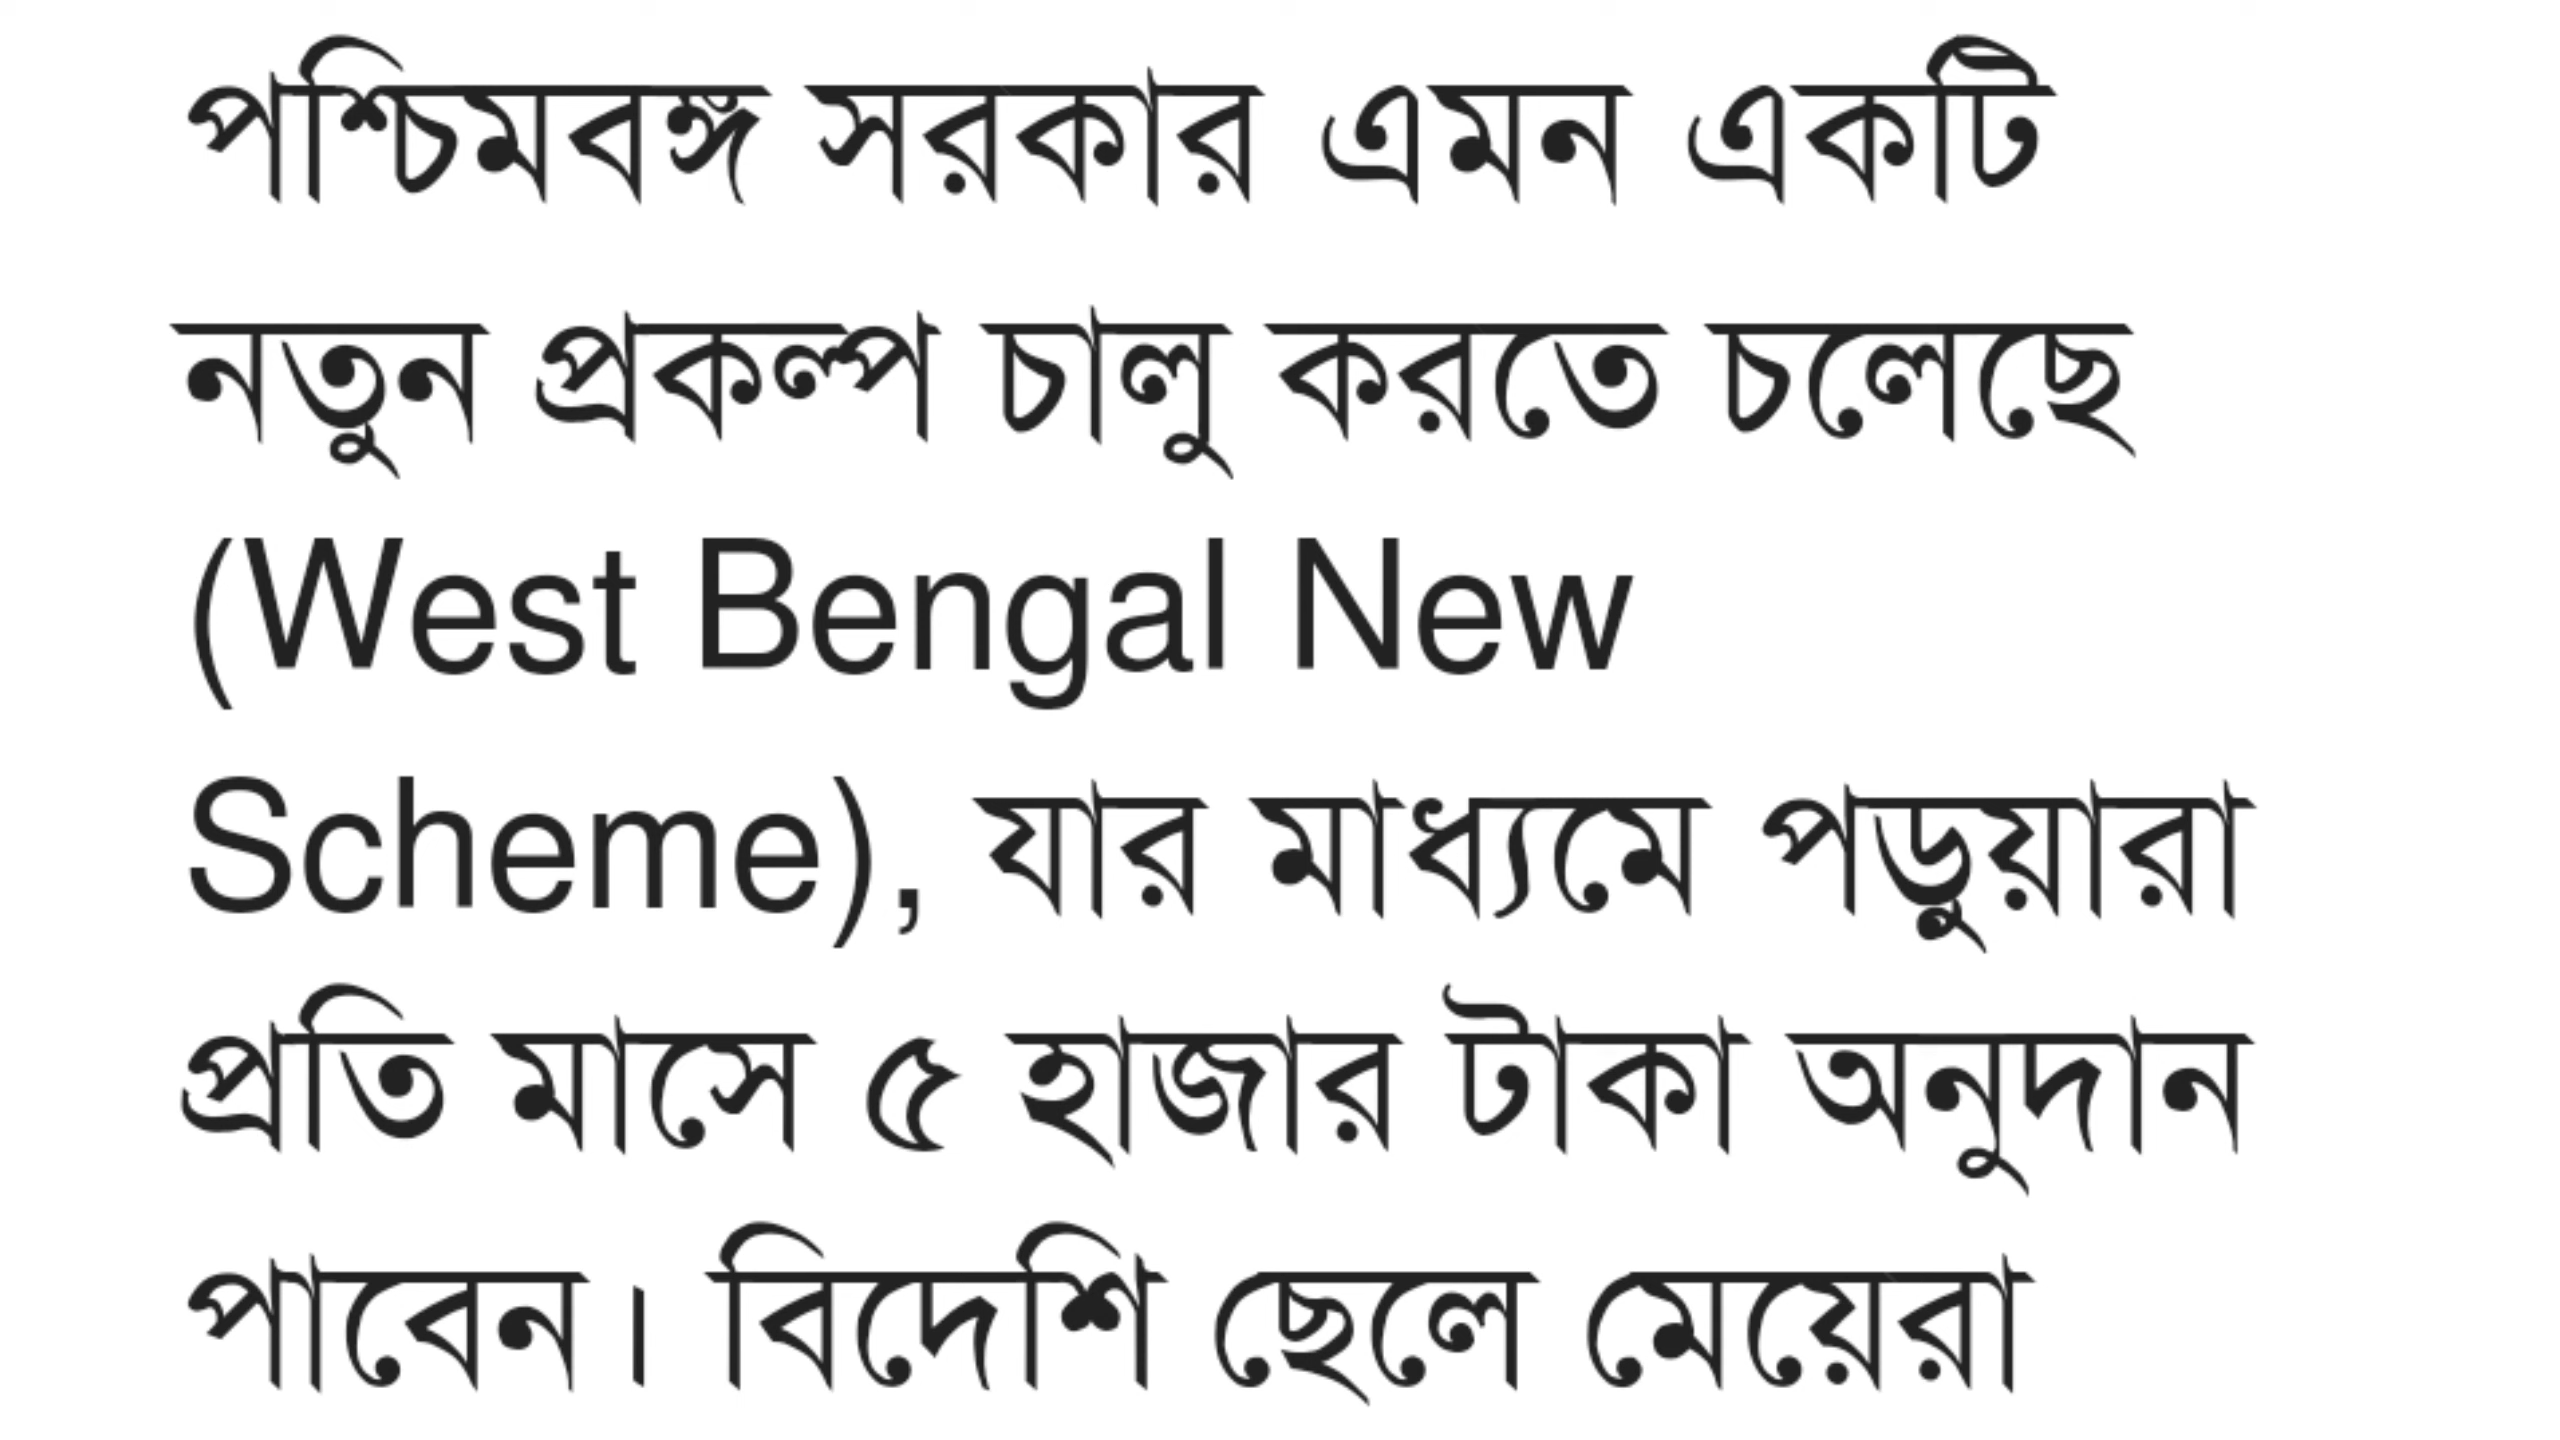 পশ্চিমবঙ্গ সরকার এমন একটি
নতুন প্রকল্প চালু করতে চলেছে
(West Bengal New
Scheme), যার মাধ্যমে পড়ুয়ারা
প্রতি মাসে ৫ হাজার টাকা অনুদান
পাবেন। বিদেশি ছেলে মেয়েরা